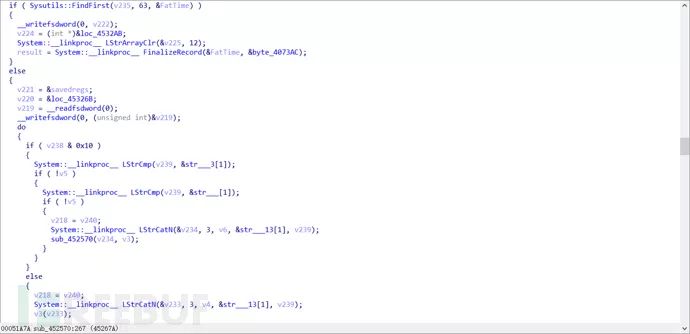 if ( Sysutils::FindFirst(v235, 63, &FatTime) )
{
__writefsdword(0, v222);
v224 = (int *)&loc_4532AB;
System::__linkproc__ LStrArrayClr(&v225, 12);
result = System::__linkproc__ FinalizeRecord(&FatTime, &byte_4073AC);
}
else
{
v221 = &savedregs;
v220 = &loc_45326B;
v219 = __readfsdword(0);
__writefsdword(0, (unsigned int)&v219);
do
{
if ( v238 & 0x10 )
{
System::__linkproc__ LStrCmp(v239, &str___3[1]);
if ( !v5 )
{
System::__linkproc__ LStrCmp(v239, &str___[1]);
if ( !v5 )
{
v218 = v240;
System::__linkproc__ LStrCatN(&v234, 3, v6, &str___13[1], v239);
sub_452570(v234, v3);
}
}
}
else
{
v218 = v240;
System::__linkproc__ LStrCatN(&v233, 3, v4, &str___13[1], v239);
v3(v233);
REEBUF
00051A7A sub_452570:267 (45267A)